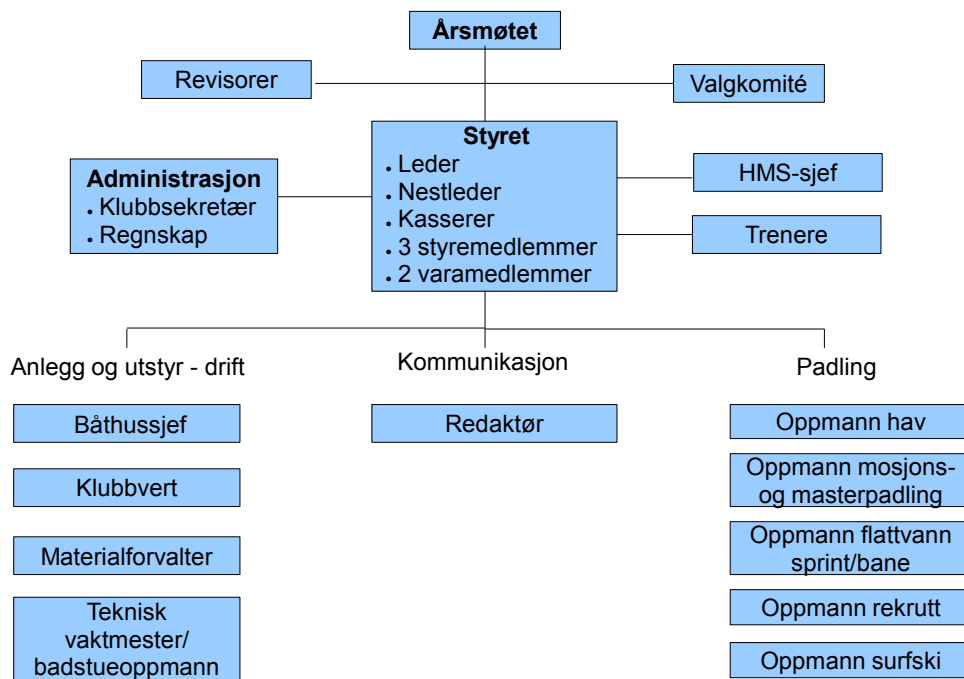 Årsmøtet
Revisorer
Valgkomité
Styret
. Leder
. Nestleder
. Kasserer
. 3 styremedlemmer
. 2 varamedlemmer
Administrasjon
. Klubbsekretær
. Regnskap
HMS-sjef
Trenere
Anlegg og utstyr - drift
Båthussjef
Klubbvert
Materialforvalter
Teknisk
vaktmester/
badstueoppmann
Kommunikasjon
Redaktør
Padling
Oppmann hav
Oppmann mosjons-
og masterpadling
Oppmann flattvann
sprint/bane
Oppmann rekrutt
Oppmann surfski